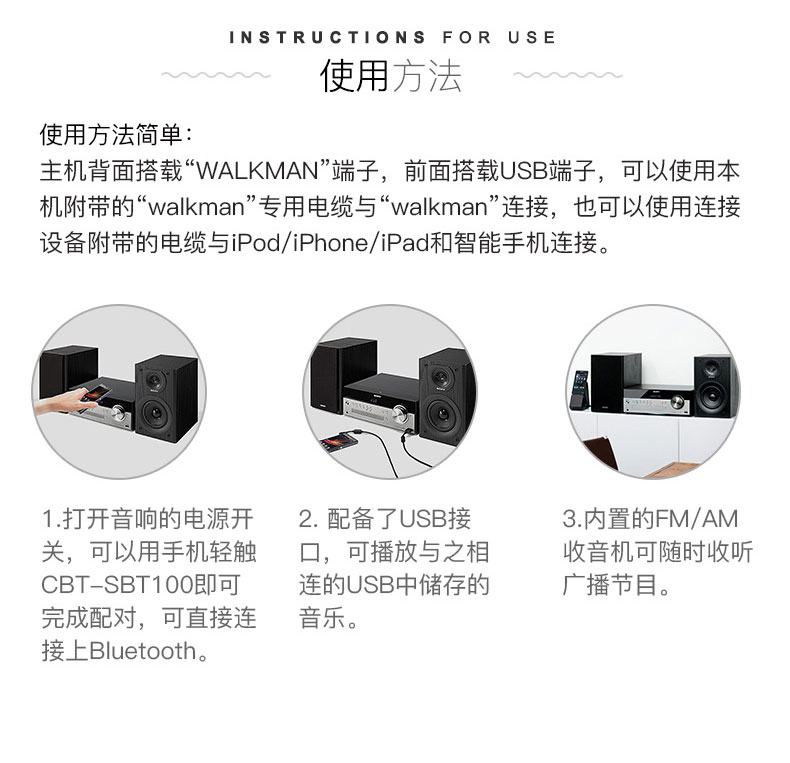 INSTRUCTIONS FOR USE
使用方法
使用方法简单：
主机背面搭载“WALKMAN”端子，前面搭载USB端子，可以使用本
机附带的“walkman”专用电缆与“walkman”连接，也可以使用连接
设备附带的电缆与iPod/iPhone/iPad和智能手机连接。
1.打开音响的电源开
关，可以用手机轻触
CBT-SBT100即可
完成配对，可直接连
接上Bluetooth。
2. 配备了USB接
口，可播放与之相
连的USB中储存的
音乐。
3.内置的FM/AM
收音机可随时收听
广播节目。